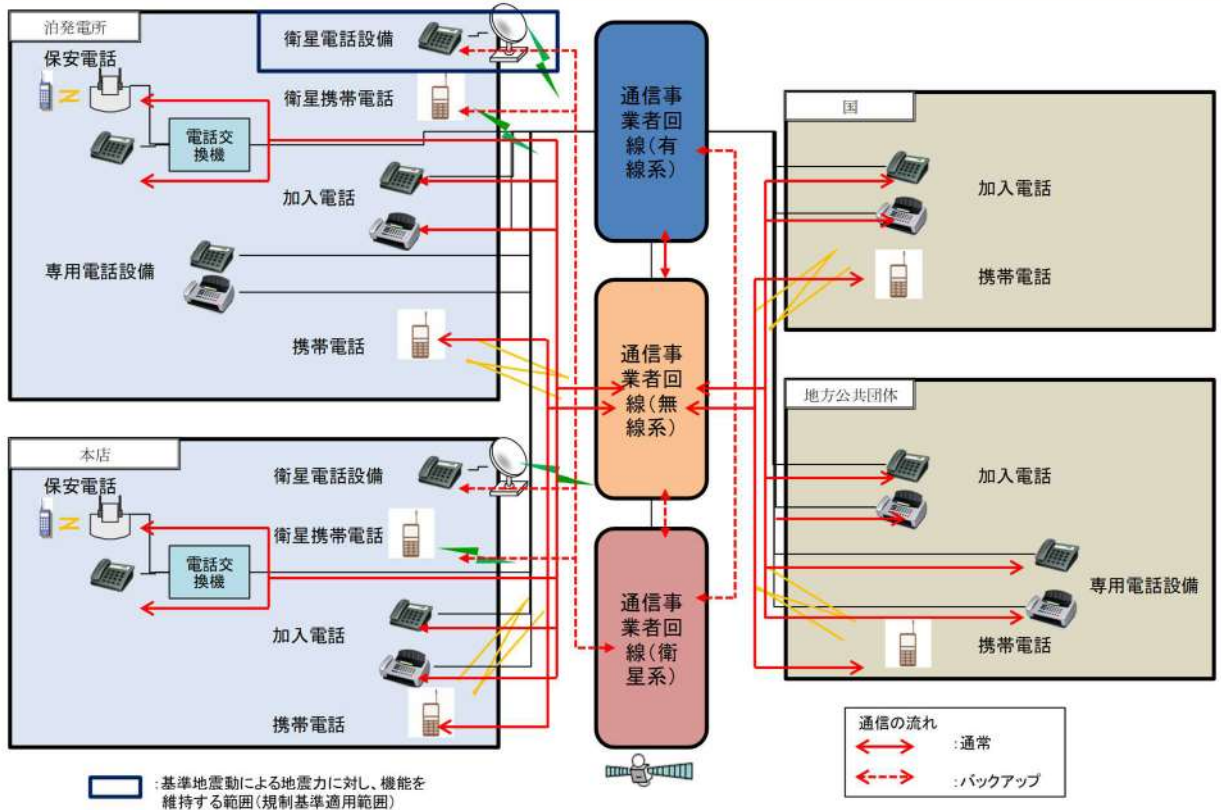 泊発電所
保安電話
電話交
換機
衛星電話設備
衛星携帯電話
加入電話
専用電話設備
携帯電話
本店
保安電話
電話交
換機
衛星電話設備
衛星携帯電話
加入電話
携帯電話
通信事
業者回
線(有
線系)
通信事
業者回
線(無
線系)
通信事
業者回
線(衛
星系)
国
加入電話
携帯電話
地方公共団体
加入電話
専用電話設備
携帯電話
通信の流れ
:通常
:バックアップ
:基準地震動による地震力に対し、機能を
維持する範囲(規制基準適用範囲)